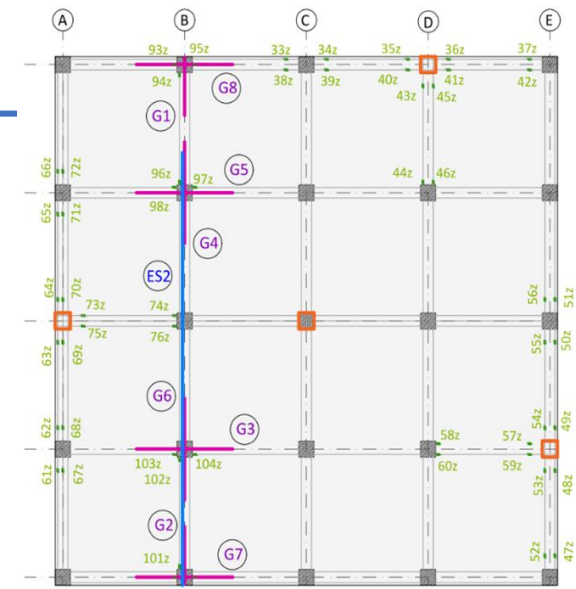 A B C D E
93z 95z 33z 34z 35z 36z 37z
94z G8 38z 39z 40z 41z 42z
43z 45z
G1
66z 72z 96z 97z G5 44z 46z
65z 71z 98z
G4
64z 70z ES2 56z 51z
73z 74z
75z 76z
63z 69z 55z 50z
G6
62z 68z G3 58z 57z 54z 49z
61z 67z 103z 104z 60z 59z 53z 48z
102z
G2
101z G7 52z 47z